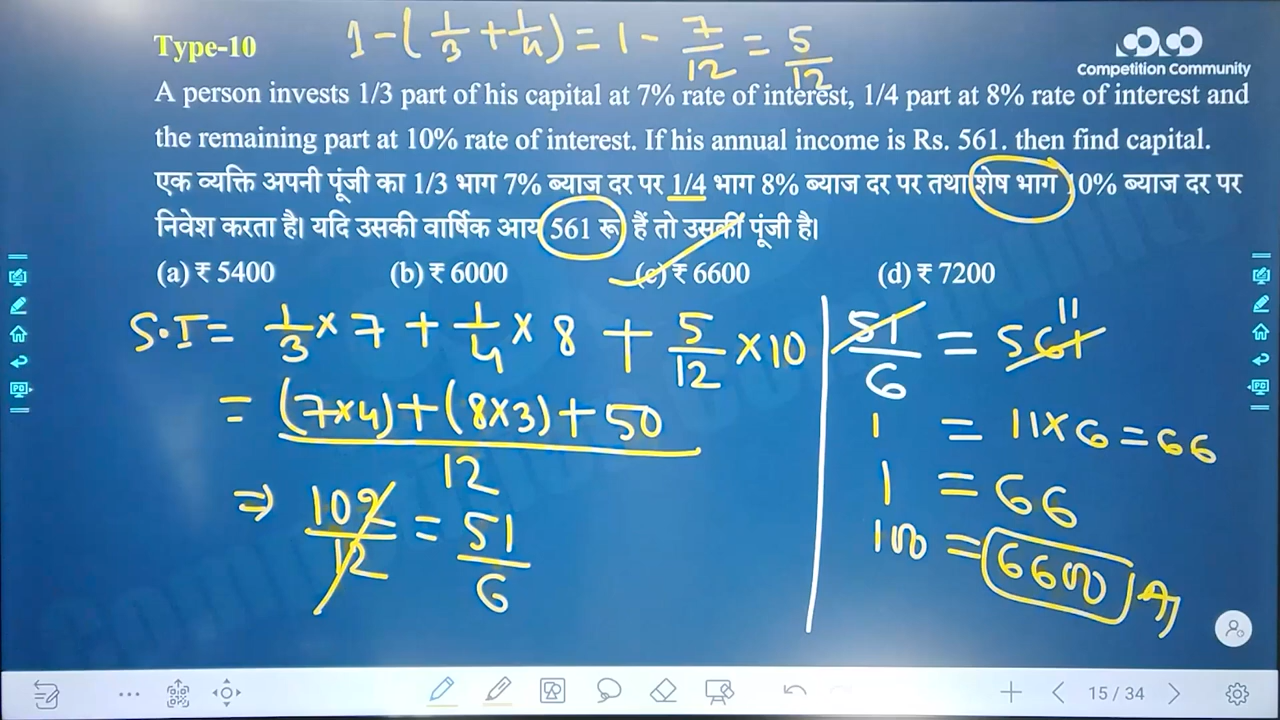 Type-10
1-(1/3+1/4)=1-7/12=5/12
Competition Community
A person invests 1/3 part of his capital at 7% rate of interest, 1/4 part at 8% rate of interest and
the remaining part at 10% rate of interest. If his annual income is Rs. 561. then find capital.
एक व्यक्ति अपनी पूंजी का 1/3 भाग 7% ब्याज दर पर 1/4 भाग 8% ब्याज दर पर तथा शेष भाग 10% ब्याज दर पर
निवेश करता है। यदि उसकी वार्षिक आय 561 रू हैं तो उसकी पूंजी है।
(a) ₹ 5400 (b) ₹ 6000 (c) ₹ 6600 (d) ₹ 7200
S.I = 1/3 × 7 + 1/4 × 8 + 5/12 × 10
= (7×4)+(8×3)+50/12
⇒ 102/12 = 51/6
51/6 = 561 11
1 = 11×6=66
1 = 66
100 = 6600
15 / 34